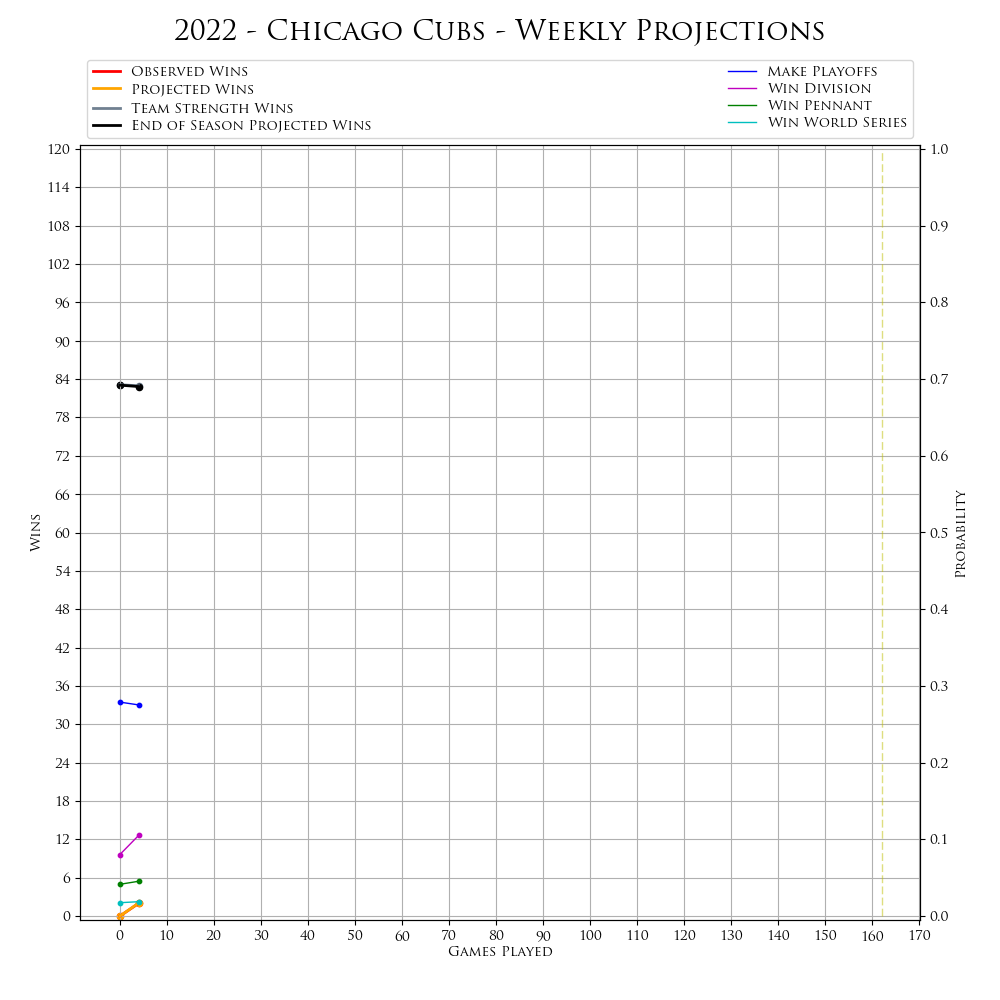 2022 - Chicago Cubs - Weekly Projections
Observed Wins
Projected Wins
Team Strength Wins
End of Season Projected Wins
Make Playoffs
Win Division
Win Pennant
Win World Series
120
114
108
102
96
90
84
78
72
66
60
54
48
42
36
30
24
18
12
6
0
Wins
1.0
0.9
0.8
0.7
0.6
0.5
0.4
0.3
0.2
0.1
0.0
Probability
0 10 20 30 40 50 60 70 80 90 100 110 120 130 140 150 160 170
Games Played